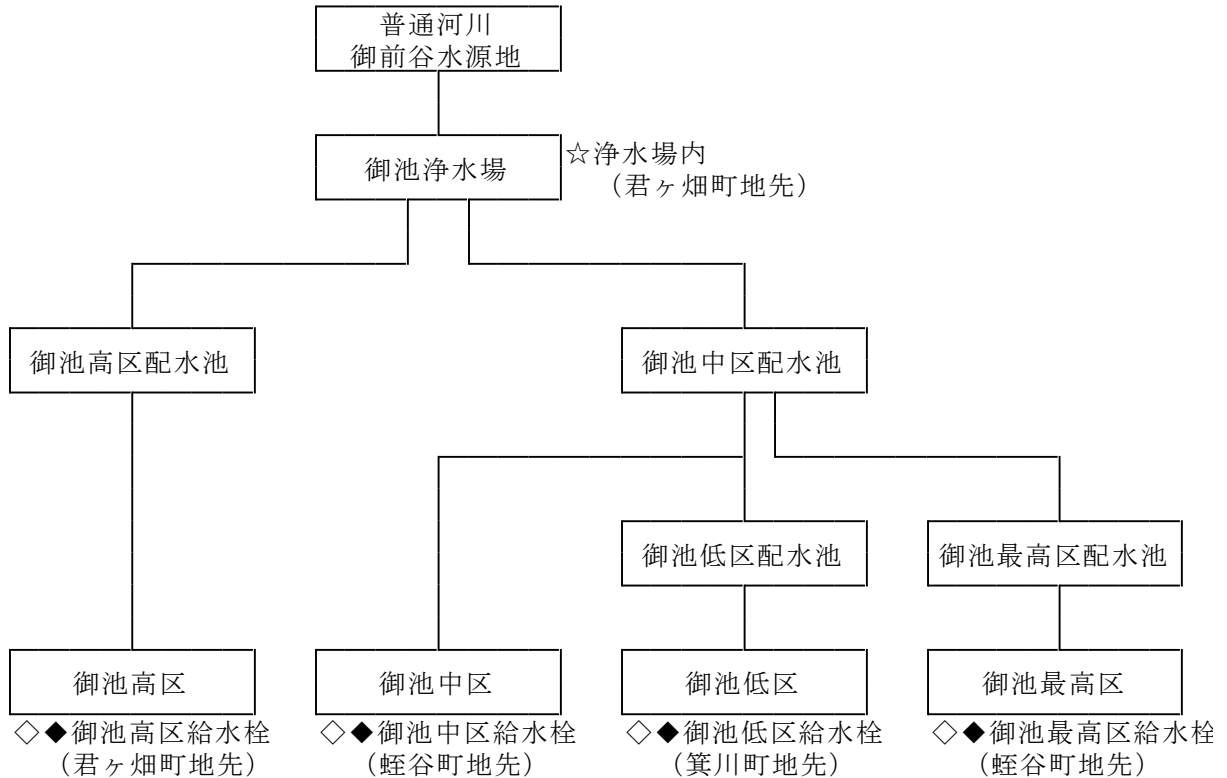 普通河川
御前谷水源地
御池浄水場
☆浄水場内
（君ヶ畑町地先）
御池高区配水池
御池中区配水池
御池低区配水池
御池最高区配水池
御池高区
御池中区
御池低区
御池最高区
◇◆御池高区給水栓
（君ヶ畑町地先）
◇◆御池中区給水栓
（蛭谷町地先）
◇◆御池低区給水栓
（箕川町地先）
◇◆御池最高区給水栓
（蛭谷町地先）